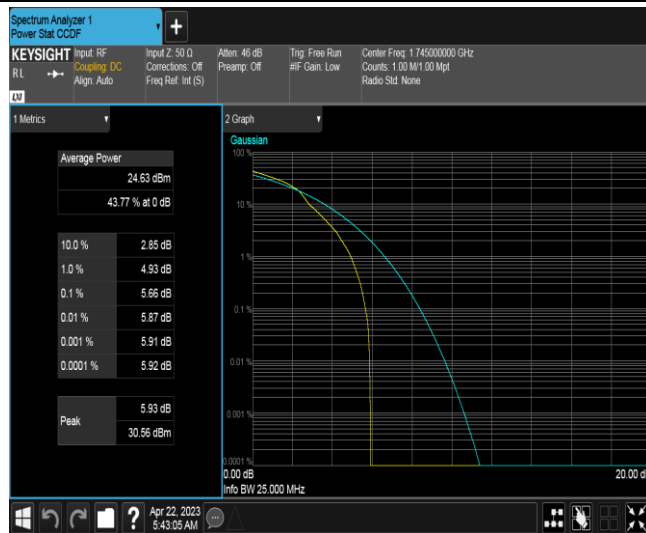 Spectrum Analyzer 1
Power Stat CCDF
+
KEYSIGHT
RL
Input: RF
Coupling: DC
Align: Auto
Input Z: 50 Ω
Corrections: Off
Freq Ref: Int (S)
Atten: 46 dB
Preamp: Off
Trig: Free Run
#IF Gain: Low
Center Freq: 1.745000000 GHz
Counts: 1.00 M/1.00 Mpt
Radio Std: None
1 Metrics
Average Power
24.63 dBm
43.77 % at 0 dB
10.0 % 2.85 dB
1.0 % 4.93 dB
0.1 % 5.66 dB
0.01 % 5.87 dB
0.001 % 5.91 dB
0.0001 % 5.92 dB
Peak
5.93 dB
30.56 dBm
2 Graph
Gaussian
100 %
10 %
1 %
0.1 %
0.01 %
0.001 %
0.0001 %
0.00 dB
20.00 d
Info BW 25.000 MHz
?
Apr 22, 2023
5:43:05 AM